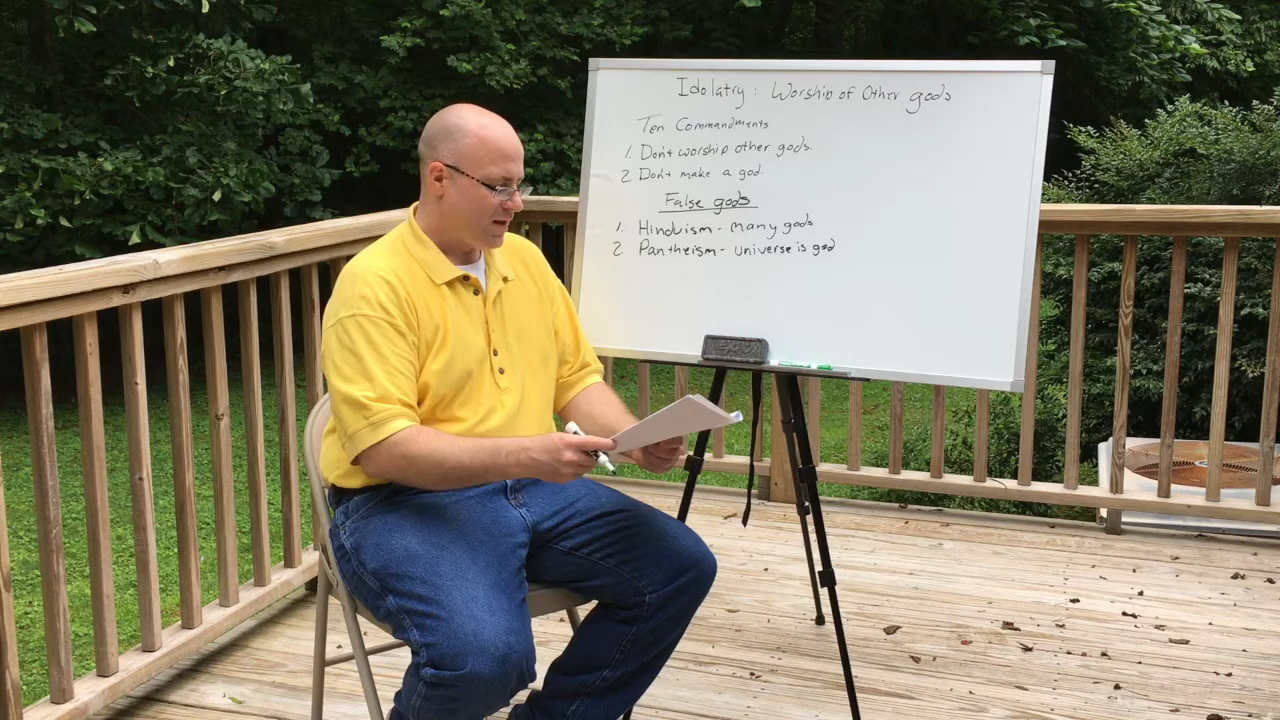 Idolatry : Worship of Other gods
Ten Commandments
1. Don't worship other gods.
2 Don't make a god.
False gods
1. Hinduism - many gods
2 Pantheism - Universe is god